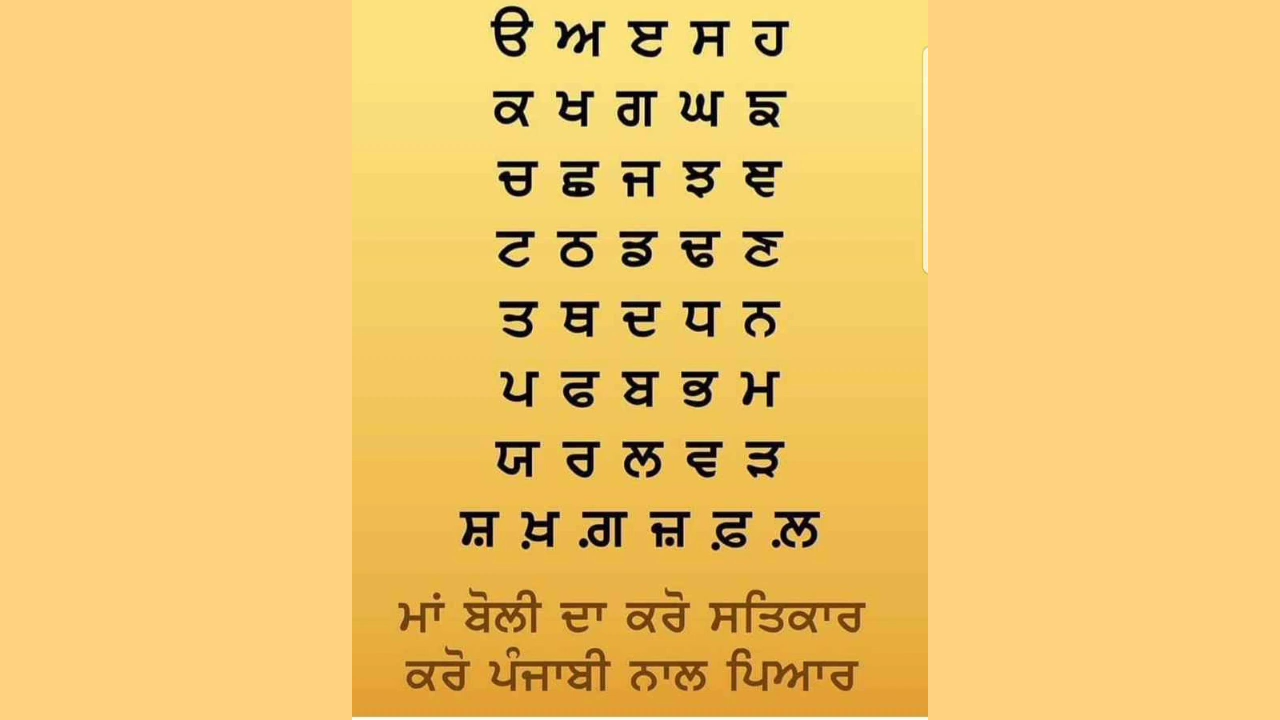 ੳ ਅ ੲ ਸ ਹ
ਕ ਖ ਗ ਘ ਙ
ਚ ਛ ਜ ਝ ਞ
ਟ ਠ ਡ ਢ ਣ
ਤ ਥ ਦ ਧ ਨ
ਪ ਫ ਬ ਭ ਮ
ਯ ਰ ਲ ਵ ੜ
ਸ਼ ਖ਼ ਗ਼ ਜ਼ ਫ਼ ਲ਼
ਮਾਂ ਬੋਲੀ ਦਾ ਕਰੋ ਸਤਿਕਾਰ
ਕਰੋ ਪੰਜਾਬੀ ਨਾਲ ਪਿਆਰ